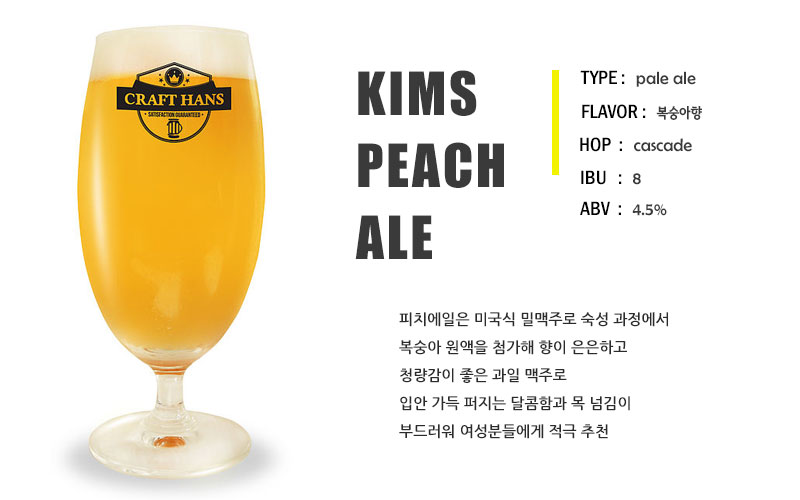 CRAFT HANS
• SATISFACTION GUARANTEED •
KIMS
PEACH
ALE
TYPE : pale ale
FLAVOR : 복숭아향
HOP : cascade
IBU : 8
ABV : 4.5%
피치에일은 미국식 밀맥주로 숙성 과정에서
복숭아 원액을 첨가해 향이 은은하고
청량감이 좋은 과일 맥주로
입안 가득 퍼지는 달콤함과 목 넘김이
부드러워 여성분들에게 적극 추천